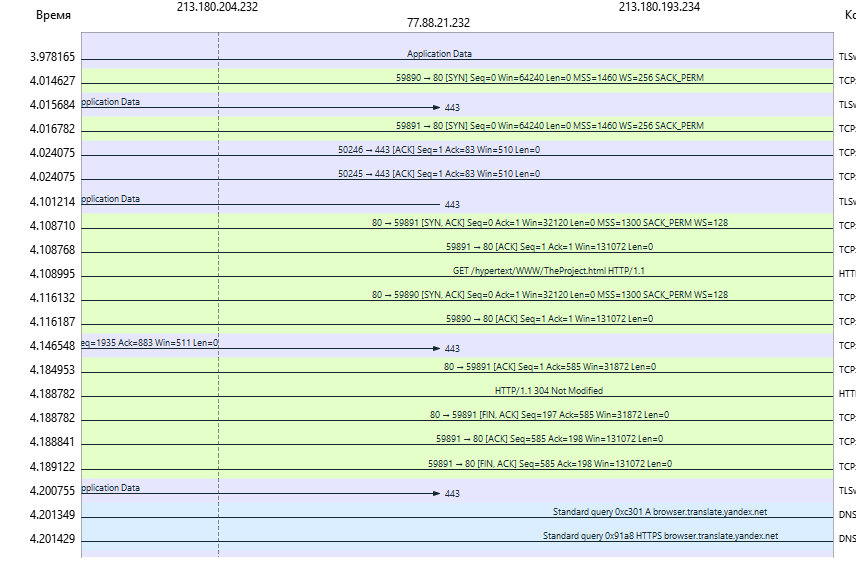 Время 213.180.204.232 77.88.21.232 213.180.193.234 Ко
3.978165 Application Data TLSv
4.014627 59890 → 80 [SYN] Seq=0 Win=64240 Len=0 MSS=1460 WS=256 SACK_PERM TCP:
4.015684 pplication Data 443 TLSv
4.016782 59891 → 80 [SYN] Seq=0 Win=64240 Len=0 MSS=1460 WS=256 SACK_PERM TCP:
4.024075 50246 → 443 [ACK] Seq=1 Ack=83 Win=510 Len=0 TCP:
4.024075 50245 → 443 [ACK] Seq=1 Ack=83 Win=510 Len=0 TCP:
4.101214 pplication Data 443 TLSv
4.108710 80 → 59891 [SYN, ACK] Seq=0 Ack=1 Win=32120 Len=0 MSS=1300 SACK_PERM WS=128 TCP:
4.108768 59891 → 80 [ACK] Seq=1 Ack=1 Win=131072 Len=0 TCP:
4.108995 GET /hypertext/WWW/TheProject.html HTTP/1.1 HTT
4.116132 80 → 59890 [SYN, ACK] Seq=0 Ack=1 Win=32120 Len=0 MSS=1300 SACK_PERM WS=128 TCP:
4.116187 59890 → 80 [ACK] Seq=1 Ack=1 Win=131072 Len=0 TCP:
4.146548 eq=1935 Ack=883 Win=511 Len=0 443 TCP:
4.184953 80 → 59891 [ACK] Seq=1 Ack=585 Win=31872 Len=0 TCP:
4.188782 HTTP/1.1 304 Not Modified HTT
4.188782 80 → 59891 [FIN, ACK] Seq=197 Ack=585 Win=31872 Len=0 TCP:
4.188841 59891 → 80 [ACK] Seq=585 Ack=198 Win=131072 Len=0 TCP:
4.189122 59891 → 80 [FIN, ACK] Seq=585 Ack=198 Win=131072 Len=0 TCP:
4.200755 pplication Data 443 TLSv
4.201349 Standard query 0xc301 A browser.translate.yandex.net DNS
4.201429 Standard query 0x91a8 HTTPS browser.translate.yandex.net DNS